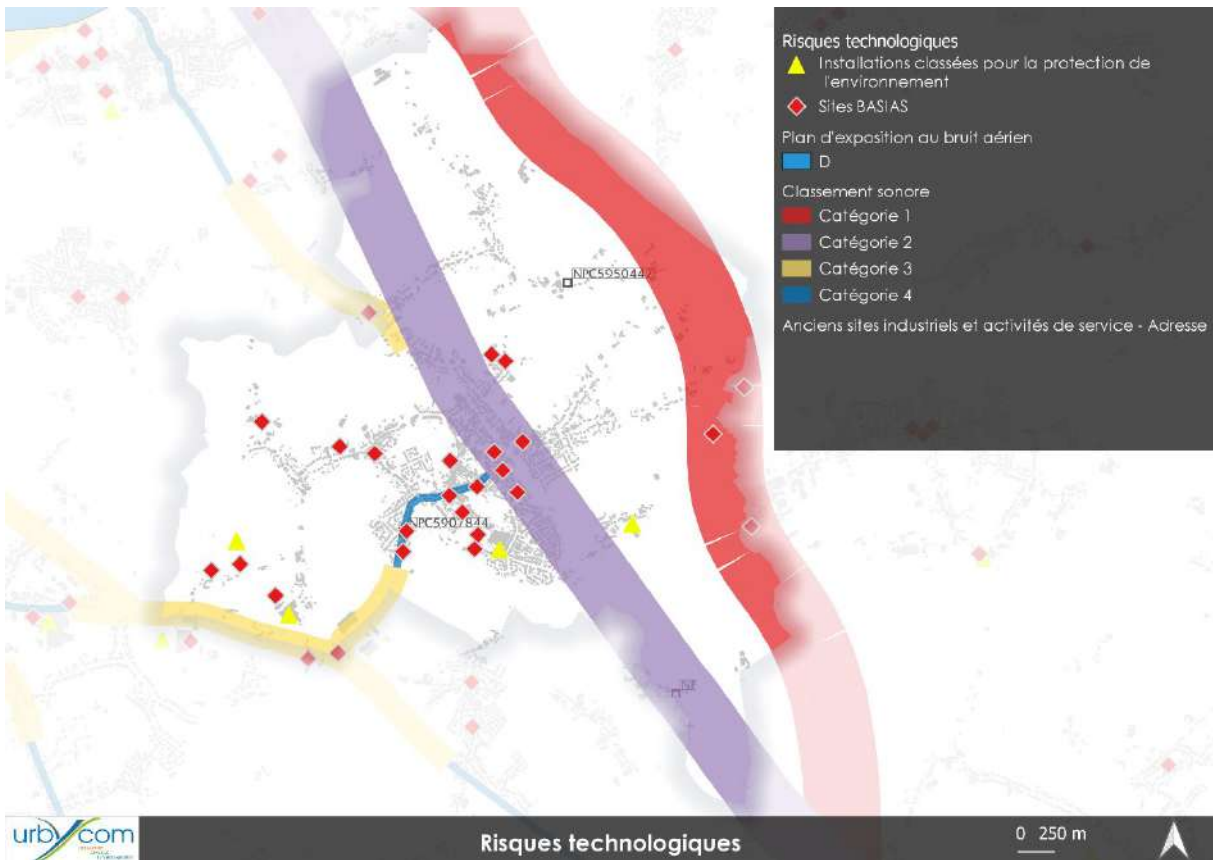 Risques technologiques
Installations classées pour la protection de
l'environnement
Sites BASIAS
Plan d'exposition au bruit aérien
D
Classement sonore
Catégorie 1
Catégorie 2
Catégorie 3
Catégorie 4
Anciens sites industriels et activités de service - Adresse
NPC5950442
NPC5907844
urbycom
Risques technologiques
0 250 m